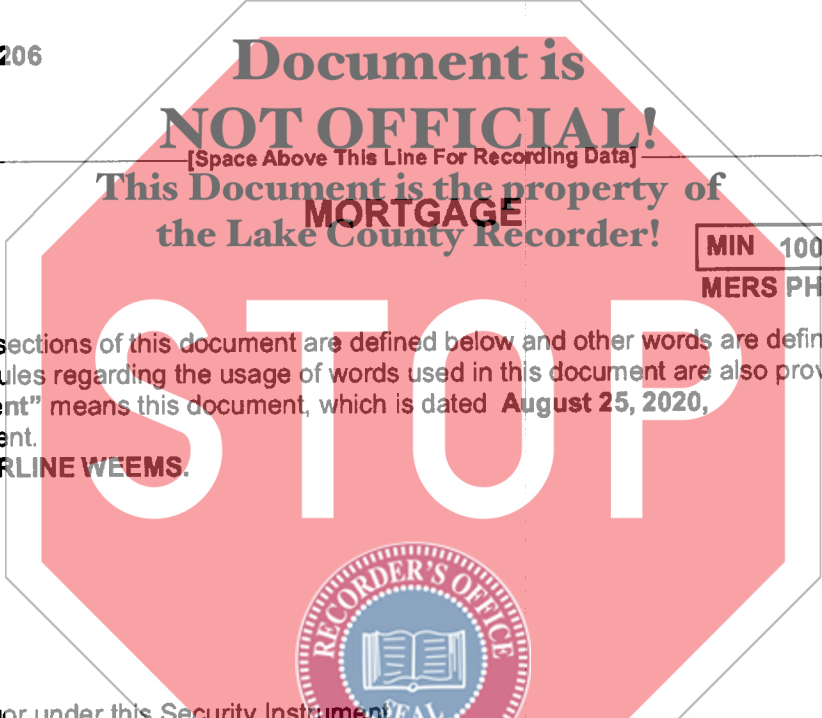 206
Document is
NOT OFFICIAL!
[Space Above This Line For Recording Data]
This Document is the property of
MORTGAGE
the Lake County Recorder!
MIN 100
MERS PH
STOP
sections of this document are defined below and other words are defin
ules regarding the usage of words used in this document are also prov
ent” means this document, which is dated August 25, 2020,
ent.
RLINE WEEMS.
RECORDER'S OFFICE
SEAL
or under this Security Instrument